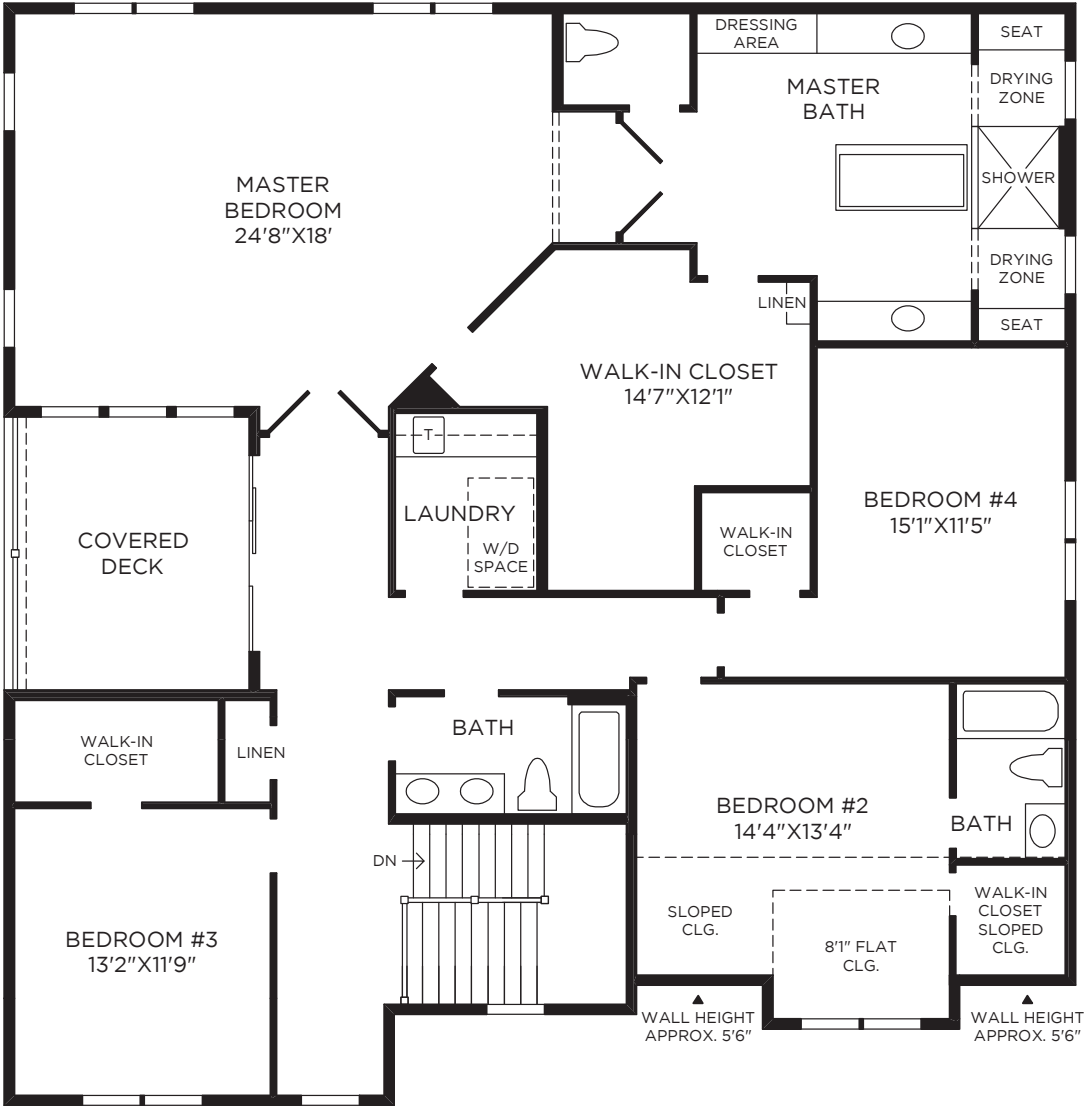 DRESSING
AREA
SEAT
DRYING
ZONE
MASTER
BATH
SHOWER
MASTER
BEDROOM
24'8"X18'
DRYING
ZONE
LINEN
SEAT
WALK-IN CLOSET
14'7"X12'1"
T
LAUNDRY
W/D
SPACE
WALK-IN
CLOSET
BEDROOM #4
15'1"X11'5"
COVERED
DECK
WALK-IN
CLOSET
LINEN
BATH
BEDROOM #2
14'4"X13'4"
BATH
DN
SLOPED
CLG.
8'1" FLAT
CLG.
WALK-IN
CLOSET
SLOPED
CLG.
BEDROOM #3
13'2"X11'9"
WALL HEIGHT
APPROX. 5'6"
WALL HEIGHT
APPROX. 5'6"